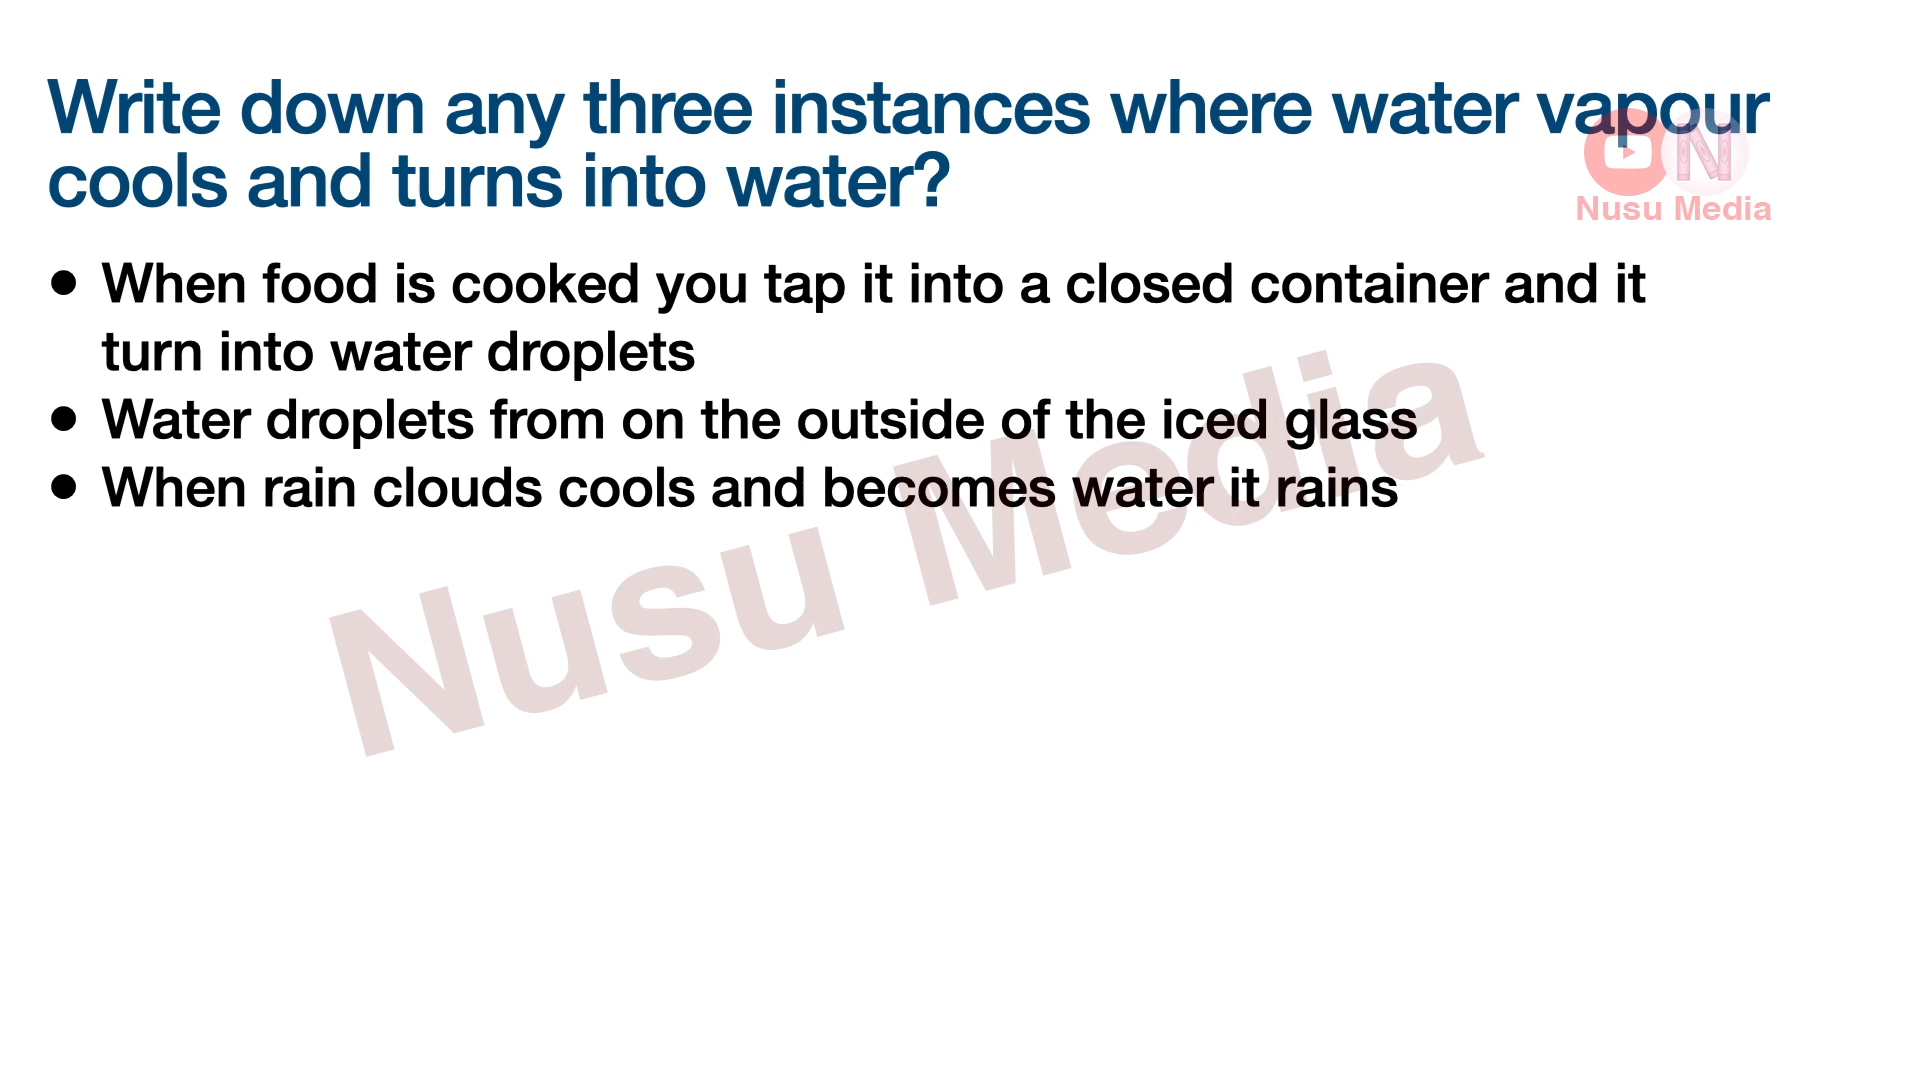 Write down any three instances where water vapour
cools and turns into water?
N
Nusu Media
• When food is cooked you tap it into a closed container and it
turn into water droplets
• Water droplets from on the outside of the iced glass
• When rain clouds cools and becomes water it rains
Nusu Media